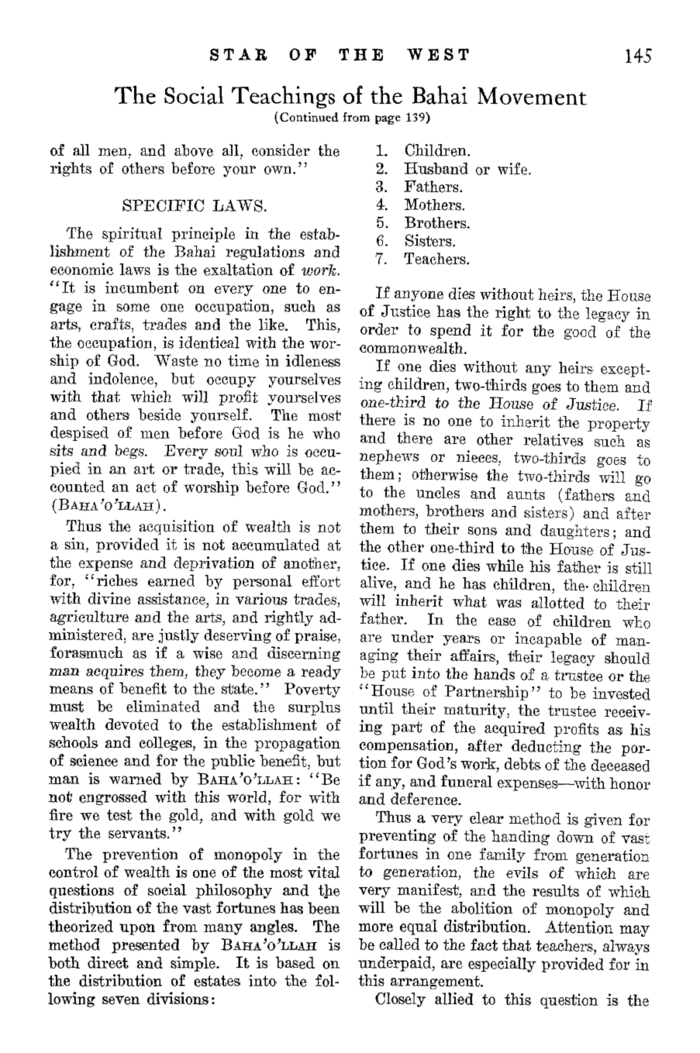 STAR OF THE WEST 145
The Social Teachings of the Bahai Movement
(Continued from page 139)
of all men, and above all, consider the
rights of others before your own."
SPECIFIC LAWS.
The spiritual principle in the estab-
lishment of the Bahai regulations and
economic laws is the exaltation of work.
"It is incumbent on every one to en-
gage in some one occupation, such as
arts, crafts, trades and the like. This,
the occupation, is identical with the wor-
ship of God. Waste no time in idleness
and indolence, but occupy yourselves
with that which will profit yourselves
and others beside yourself. The most
despised of men before God is he who
sits and begs. Every soul who is occu-
pied in an art or trade, this will be ac-
counted an act of worship before God."
(BAHA'O'LLAH).
Thus the acquisition of wealth is not
a sin, provided it is not accumulated at
the expense and deprivation of another,
for, "riches earned by personal effort
with divine assistance, in various trades,
agriculture and the arts, and rightly ad-
ministered, are justly deserving of praise,
forasmuch as if a wise and discerning
man acquires them, they become a ready
means of benefit to the state." Poverty
must be eliminated and the surplus
wealth devoted to the establishment of
schools and colleges, in the propagation
of science and for the public benefit, but
man is warned by BAHA'O'LLAH: "Be
not engrossed with this world, for with
fire we test the gold, and with gold we
try the servants."
The prevention of monopoly in the
control of wealth is one of the most vital
questions of social philosophy and the
distribution of the vast fortunes has been
theorized upon from many angles. The
method presented by BAHA'O'LLAH is
both direct and simple. It is based on
the distribution of estates into the fol-
lowing seven divisions:
1. Children.
2. Husband or wife.
3. Fathers.
4. Mothers.
5. Brothers.
6. Sisters.
7. Teachers.
If anyone dies without heirs, the House
of Justice has the right to the legacy in
order to spend it for the good of the
commonwealth.
If one dies without any heirs except-
ing children, two-thirds goes to them and
one-third to the House of Justice. If
there is no one to inherit the property
and there are other relatives such as
nephews or nieces, two-thirds goes to
them; otherwise the two-thirds will go
to the uncles and aunts (fathers and
mothers, brothers and sisters) and after
them to their sons and daughters; and
the other one-third to the House of Jus-
tice. If one dies while his father is still
alive, and he has children, the children
will inherit what was allotted to their
father. In the case of children who
are under years or incapable of man-
aging their affairs, their legacy should
be put into the hands of a trustee or the
"House of Partnership" to be invested
until their maturity, the trustee receiv-
ing part of the acquired profits as his
compensation, after deducting the por-
tion for God's work, debts of the deceased
if any, and funeral expenses—with honor
and deference.
Thus a very clear method is given for
preventing of the handing down of vast
fortunes in one family from generation
to generation, the evils of which are
very manifest, and the results of which
will be the abolition of monopoly and
more equal distribution. Attention may
be called to the fact that teachers, always
underpaid, are especially provided for in
this arrangement.
Closely allied to this question is the